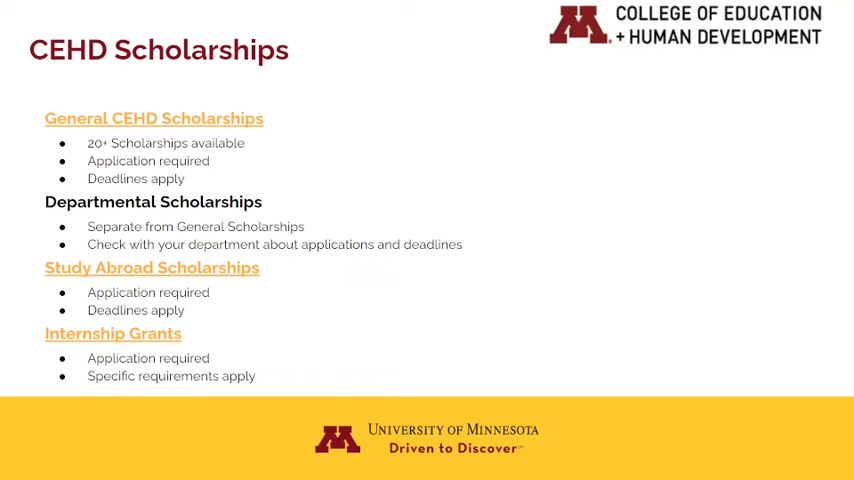 CEHD Scholarships
M COLLEGE OF EDUCATION
+ HUMAN DEVELOPMENT
General CEHD Scholarships
● 20+ Scholarships available
● Application required
● Deadlines apply
Departmental Scholarships
● Separate from General Scholarships
● Check with your department about applications and deadlines
Study Abroad Scholarships
● Application required
● Deadlines apply
Internship Grants
● Application required
● Specific requirements apply
M UNIVERSITY OF MINNESOTA
Driven to Discover℠